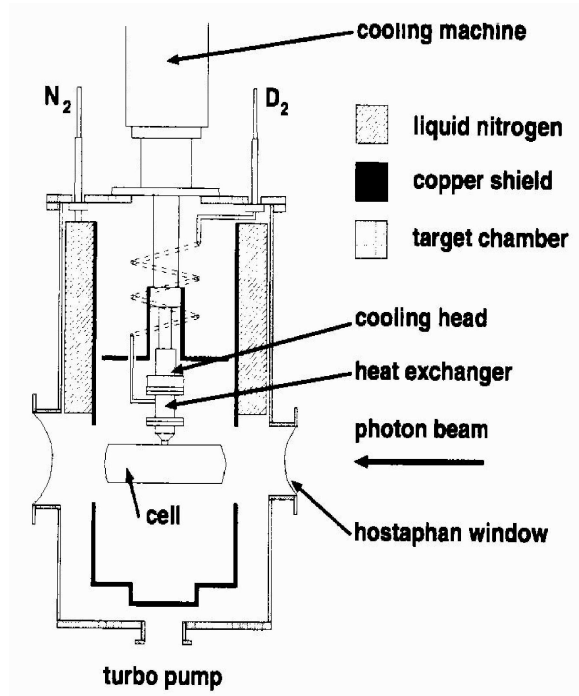 cooling machine
N2
D2
liquid nitrogen
copper shield
target chamber
cooling head
heat exchanger
photon beam
cell
hostaphan window
turbo pump